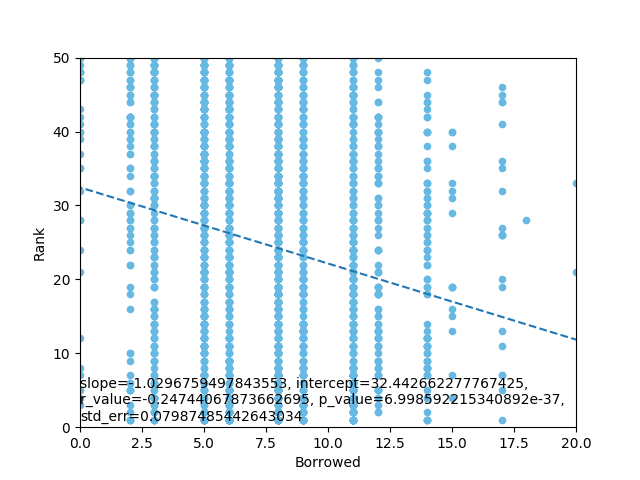 50
40
30
20
10
0
Rank
slope=-1.0296759497843553, intercept=32.442662277767425,
r_value=-0.24744067873662695, p_value=6.998592215340892e-37,
std_err=0.07987485442643034
0.0 2.5 5.0 7.5 10.0 12.5 15.0 17.5 20.0
Borrowed